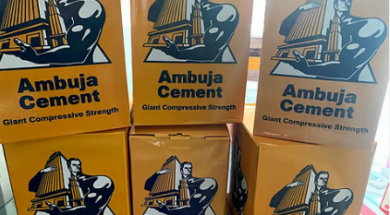 Ambuja
Cement
Giant Compressive Strength
Ambuja
Cement
Giant Compressive Strength
Ambuja
Cement
Giant Compressive Strength